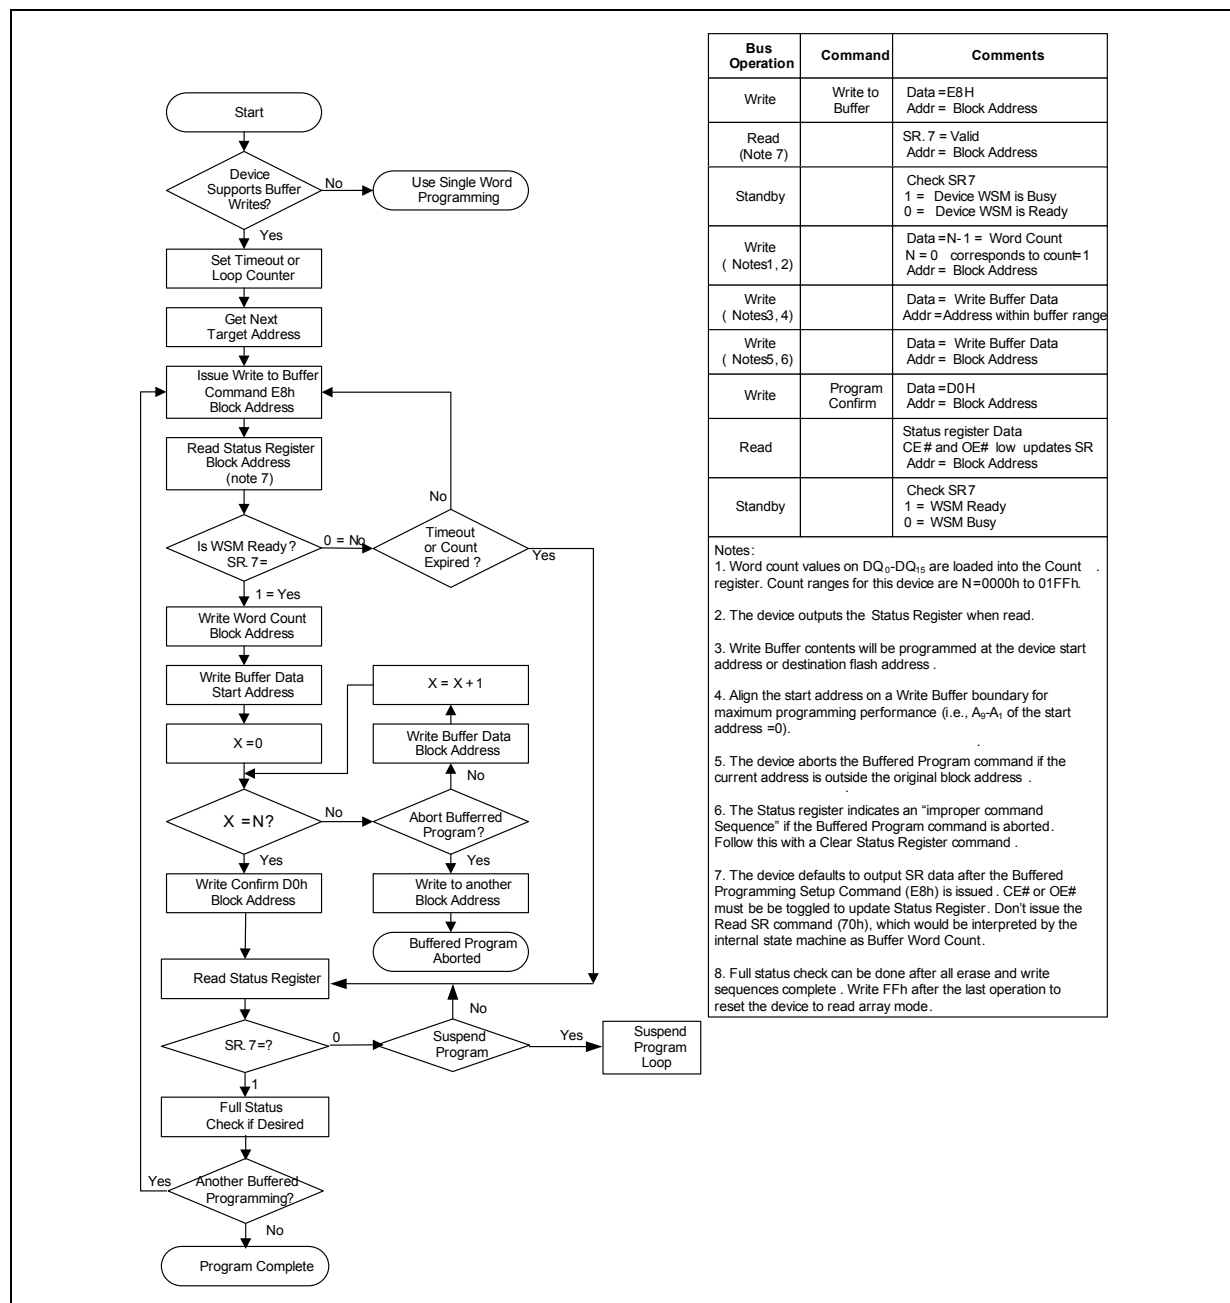 Start
Device
Supports Buffer
Writes?
No
Use Single Word
Programming
Yes
Set Timeout or
Loop Counter
Get Next
Target Address
Issue Write to Buffer
Command E8h
Block Address
Read Status Register
Block Address
(note 7)
No
Is WSM Ready?
SR.7=
0 = No
Timeout
or Count
Expired?
Yes
1 = Yes
Write Word Count
Block Address
Write Buffer Data
Start Address
X = X + 1
X =0
Write Buffer Data
Block Address
No
X =N?
No
Abort Bufferred
Program?
Yes
Yes
Write Confirm D0h
Block Address
Write to another
Block Address
Buffered Program
Aborted
Read Status Register
No
SR.7=?
0
Suspend
Program
Yes
Suspend
Program
Loop
1
Full Status
Check if Desired
Yes
Another Buffered
Programming?
No
Program Complete
Bus
Operation
Command
Comments
Write
Write to
Buffer
Data =E8H
Addr = Block Address
Read
(Note 7)
SR.7 = Valid
Addr = Block Address
Standby
Check SR7
1 = Device WSM is Busy
0 = Device WSM is Ready
Write
( Notes1, 2)
Data =N-1 = Word Count
N = 0 corresponds to count=1
Addr = Block Address
Write
( Notes3, 4)
Data = Write Buffer Data
Addr =Address within buffer range
Write
( Notes5, 6)
Data = Write Buffer Data
Addr = Block Address
Write
Program
Confirm
Data =D0H
Addr = Block Address
Read
Status register Data
CE# and OE# low updates SR
Addr = Block Address
Standby
Check SR7
1 = WSM Ready
0 = WSM Busy
Notes:
1. Word count values on DQ0-DQ15 are loaded into the Count .
register. Count ranges for this device are N=0000h to 01FFh.
2. The device outputs the Status Register when read.
3. Write Buffer contents will be programmed at the device start
address or destination flash address .
4. Align the start address on a Write Buffer boundary for
maximum programming performance (i.e., A9-A1 of the start
address =0).
5. The device aborts the Buffered Program command if the
current address is outside the original block address .
6. The Status register indicates an “improper command
Sequence” if the Buffered Program command is aborted.
Follow this with a Clear Status Register command .
7. The device defaults to output SR data after the Buffered
Programming Setup Command (E8h) is issued . CE# or OE#
must be be toggled to update Status Register. Don’t issue the
Read SR command (70h), which would be interpreted by the
internal state machine as Buffer Word Count.
8. Full status check can be done after all erase and write
sequences complete . Write FFh after the last operation to
reset the device to read array mode.